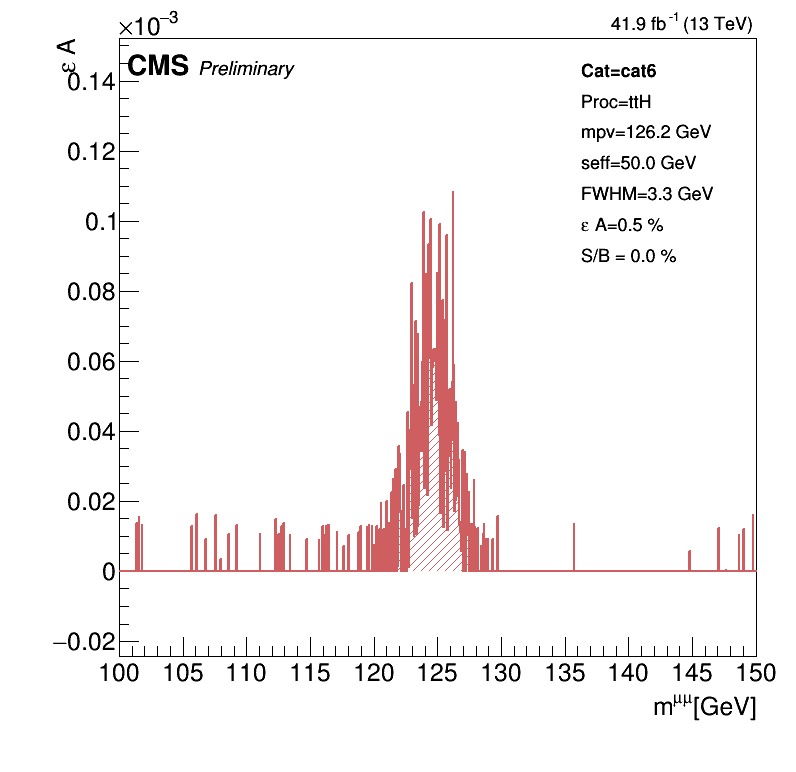 ×10⁻³
41.9 fb⁻¹ (13 TeV)
ε A
CMS Preliminary
Cat=cat6
Proc=ttH
mpv=126.2 GeV
seff=50.0 GeV
FWHM=3.3 GeV
ε A=0.5 %
S/B = 0.0 %
0.14
0.12
0.1
0.08
0.06
0.04
0.02
0
−0.02
100 105 110 115 120 125 130 135 140 145 150
m^μμ[GeV]